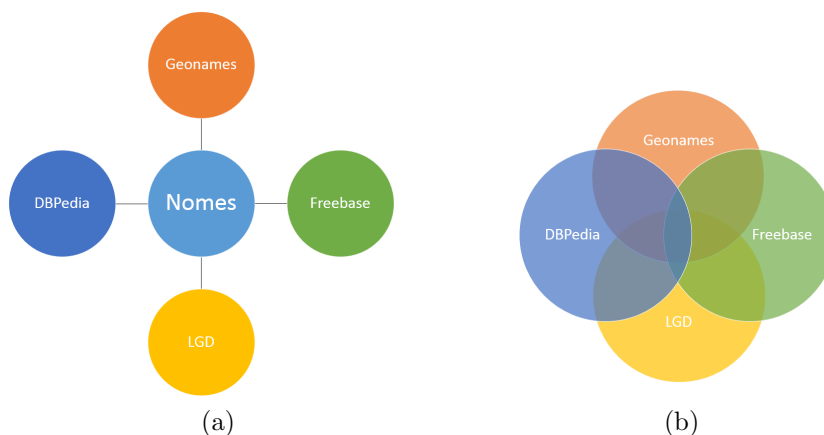 Geonames
DBPedia
Nomes
Freebase
LGD
(a)
Geonames
DBPedia
Freebase
LGD
(b)